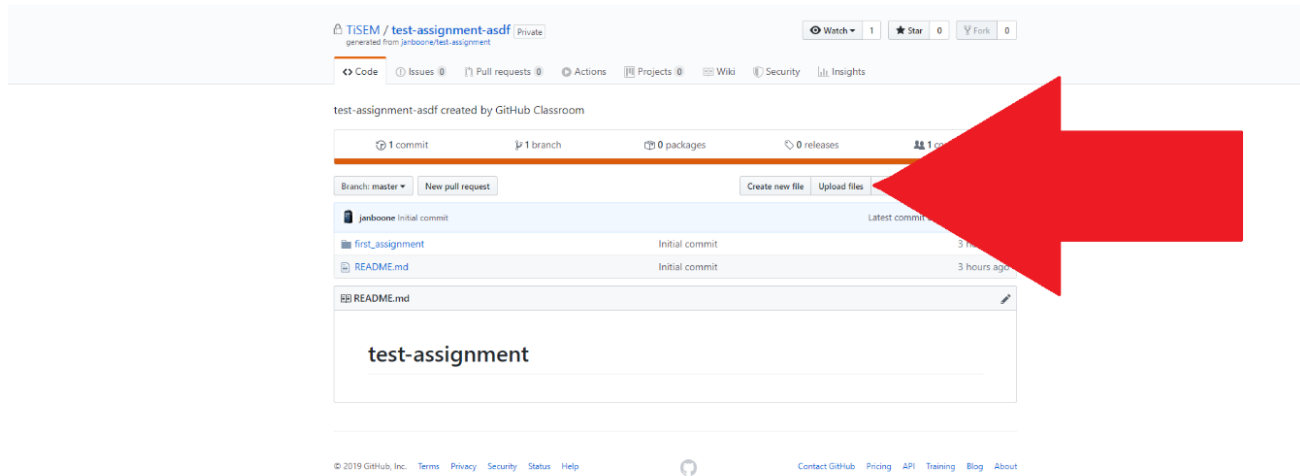 TiSEM / test-assignment-asdf Private Watch 1 Star 0 Fork 0
generated from janboone/test-assignment
Code Issues 0 Pull requests 0 Actions Projects 0 Wiki Security Insights
test-assignment-asdf created by GitHub Classroom
1 commit 1 branch 0 packages 0 releases 1
Branch: master New pull request Create new file Upload files
janboone Initial commit Latest commit
first_assignment Initial commit 3
README.md Initial commit 3 hours ago
README.md
test-assignment
© 2019 GitHub, Inc. Terms Privacy Security Status Help Contact GitHub Pricing API Training Blog About